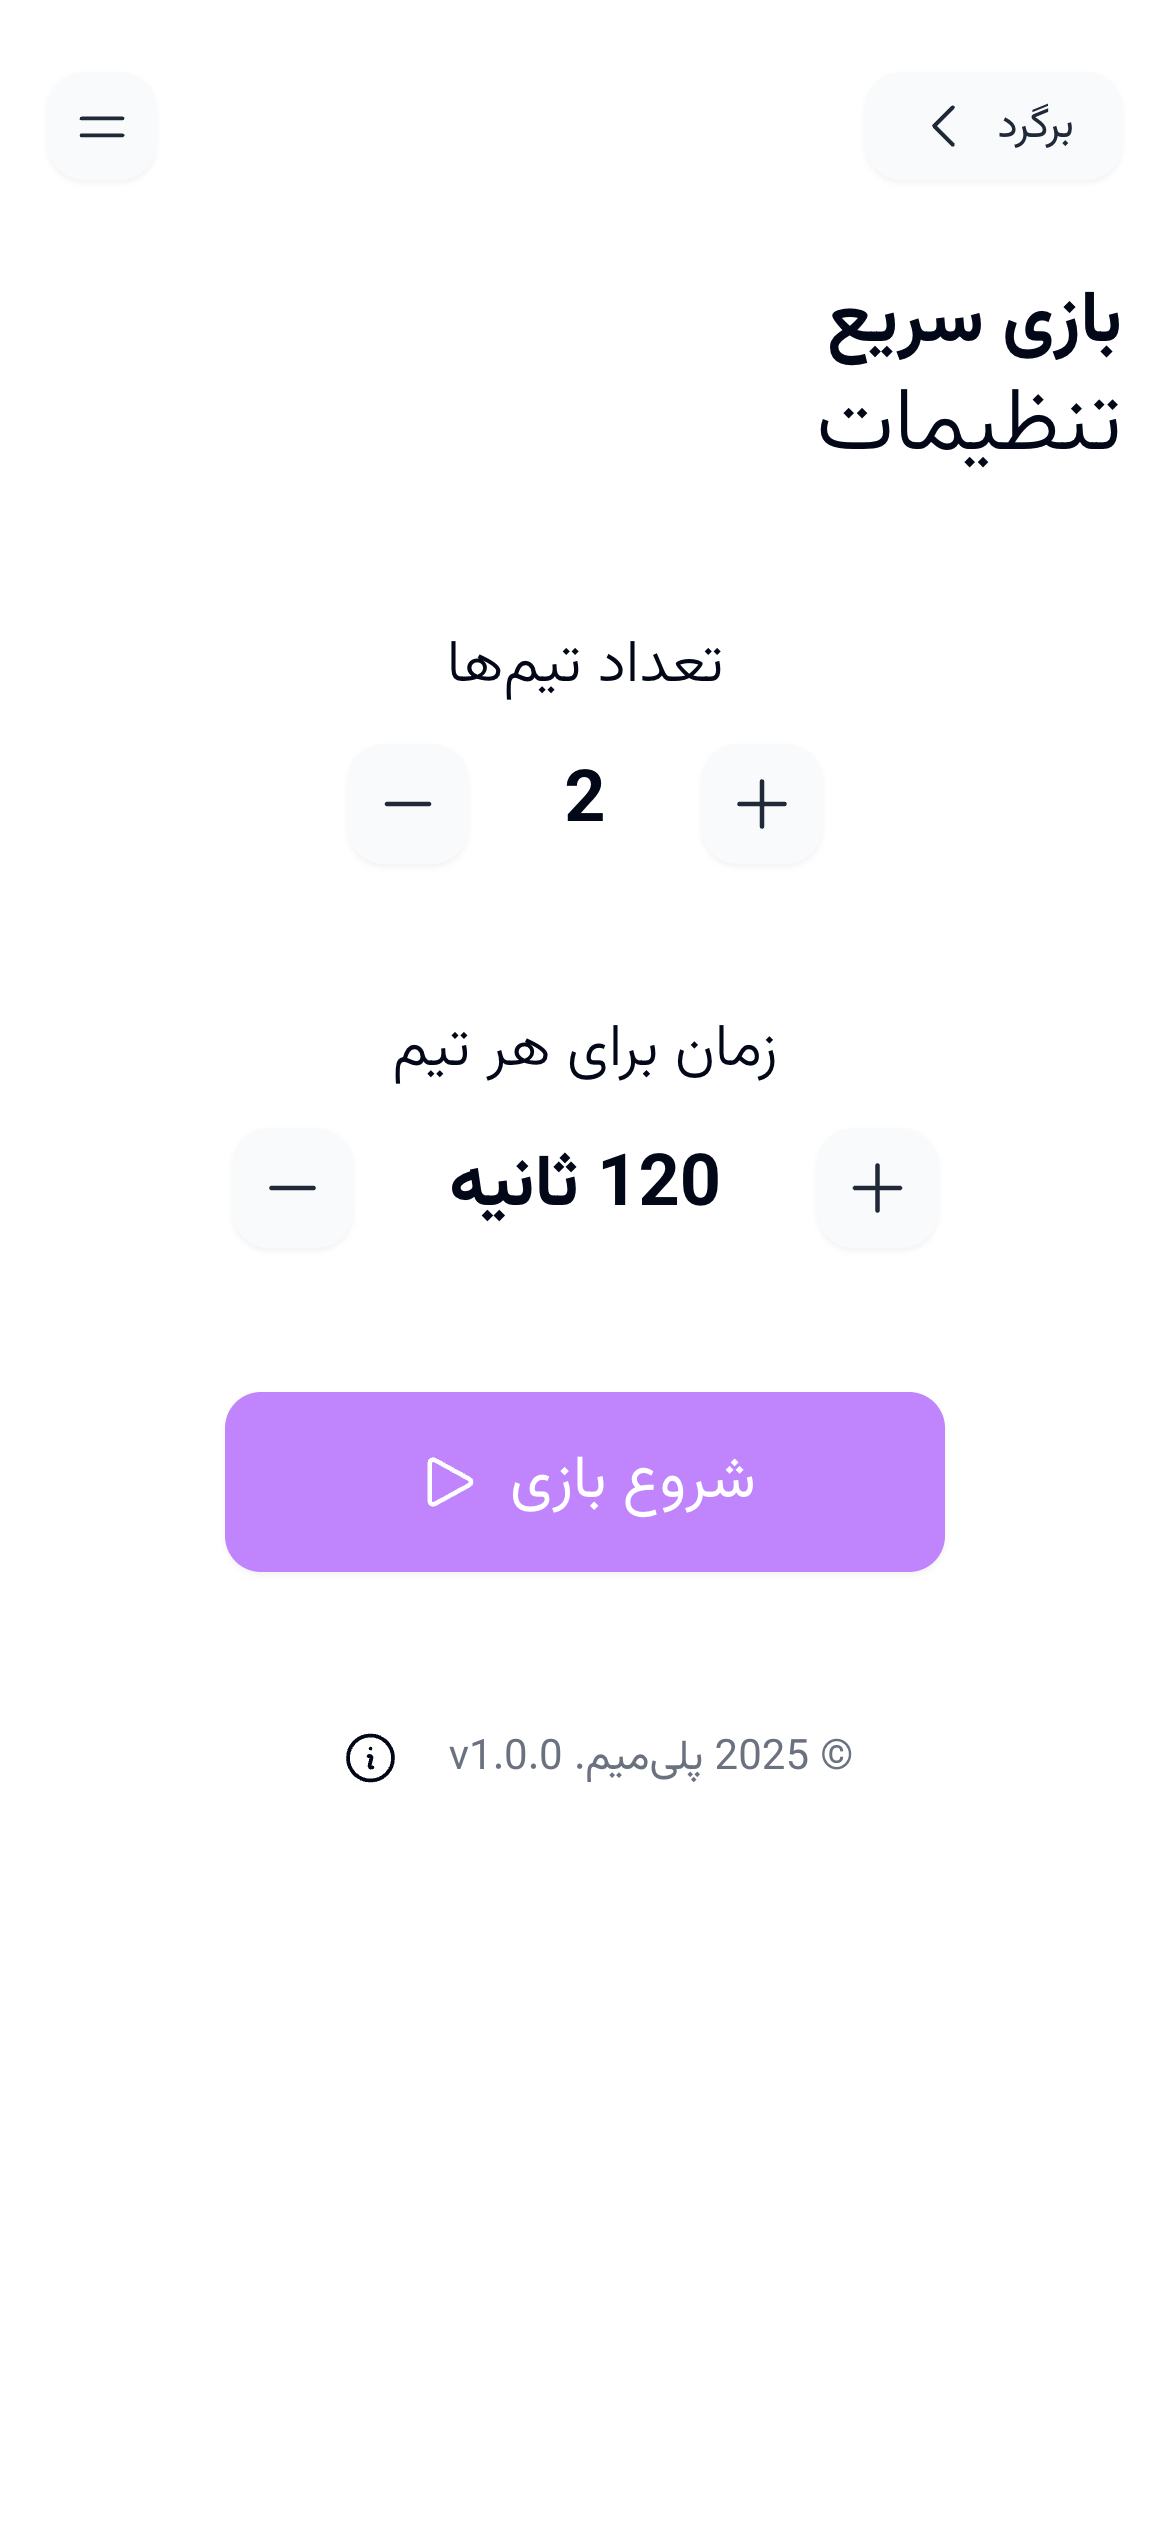 برگرد
بازی سریع
تنظیمات
تعداد تیم‌ها
2
زمان برای هر تیم
120 ثانیه
شروع بازی
© 2025 پلی‌میم. v1.0.0